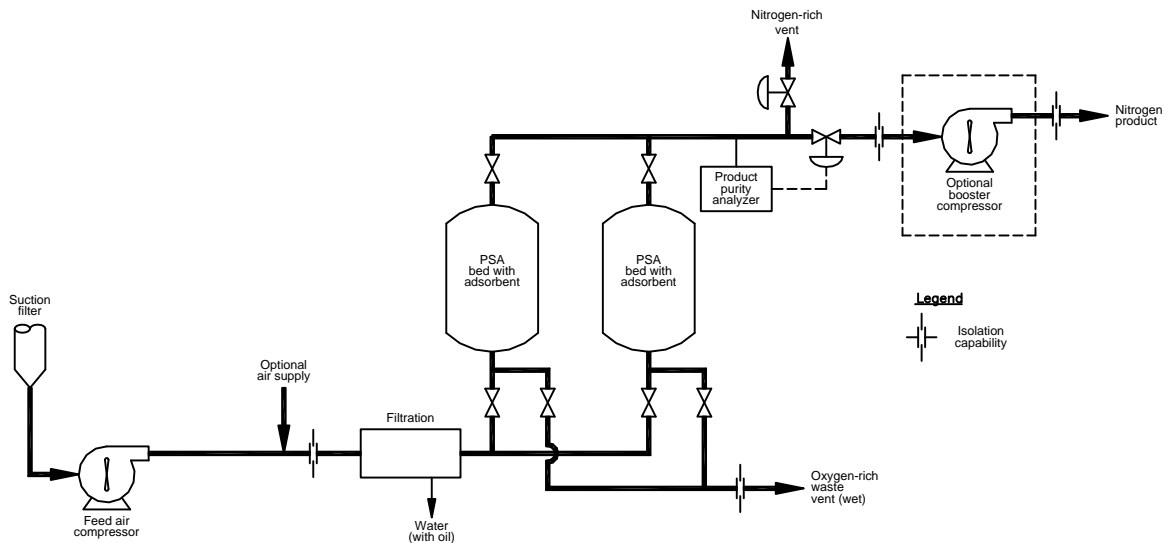 Nitrogen-rich
vent
Nitrogen
product
Product
purity
analyzer
Optional
booster
compressor
PSA
bed with
adsorbent
PSA
bed with
adsorbent
Legend
Isolation
capability
Suction
filter
Optional
air supply
Filtration
Feed air
compressor
Water
(with oil)
Oxygen-rich
waste
vent (wet)